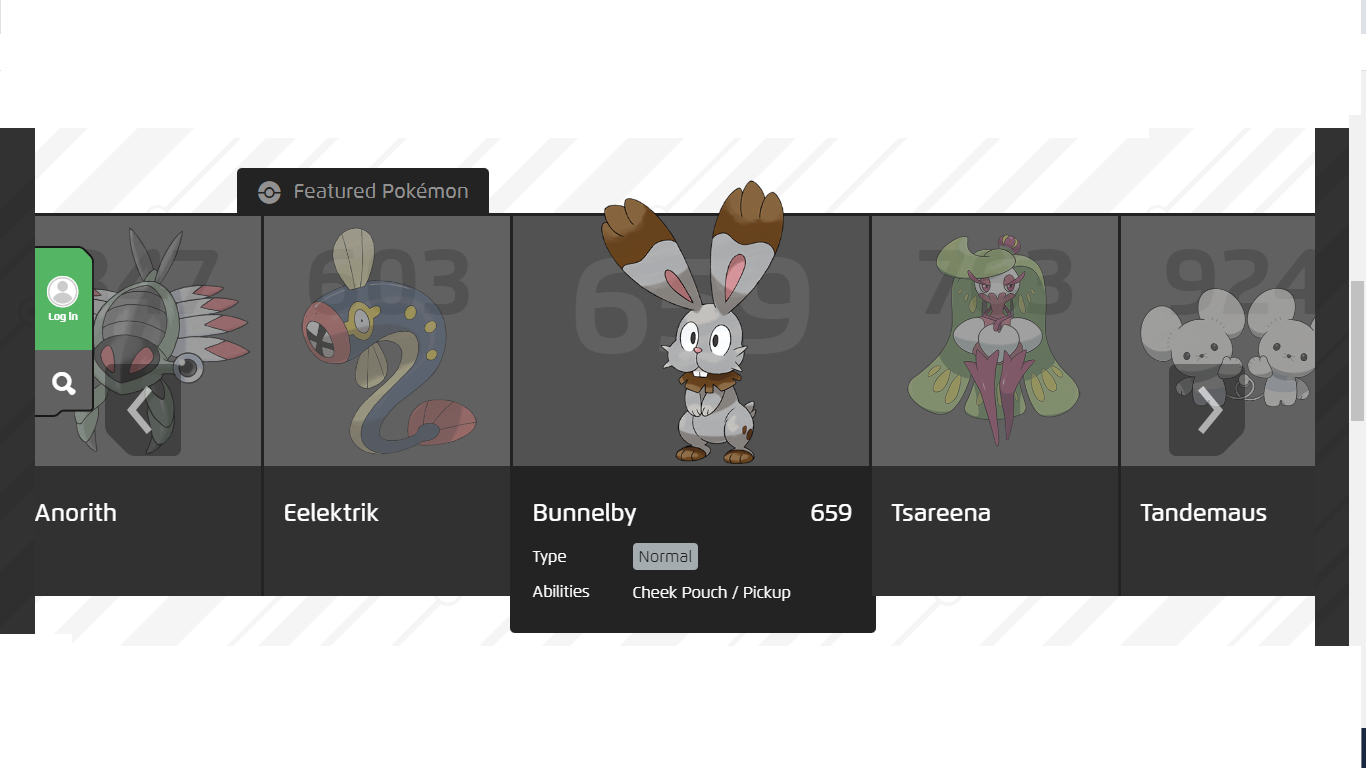 Featured Pokémon
347
603
659
763
924
Log in
Anorith
Eelektrik
Bunnelby
659
Tsareena
Tandemaus
Type
Normal
Abilities
Cheek Pouch / Pickup